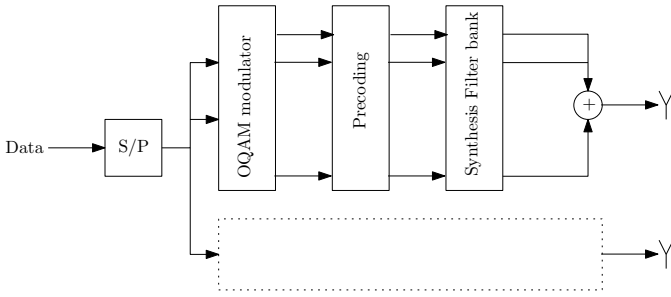 Data
S/P
OQAM modulator
Precoding
Synthesis Filter bank
+